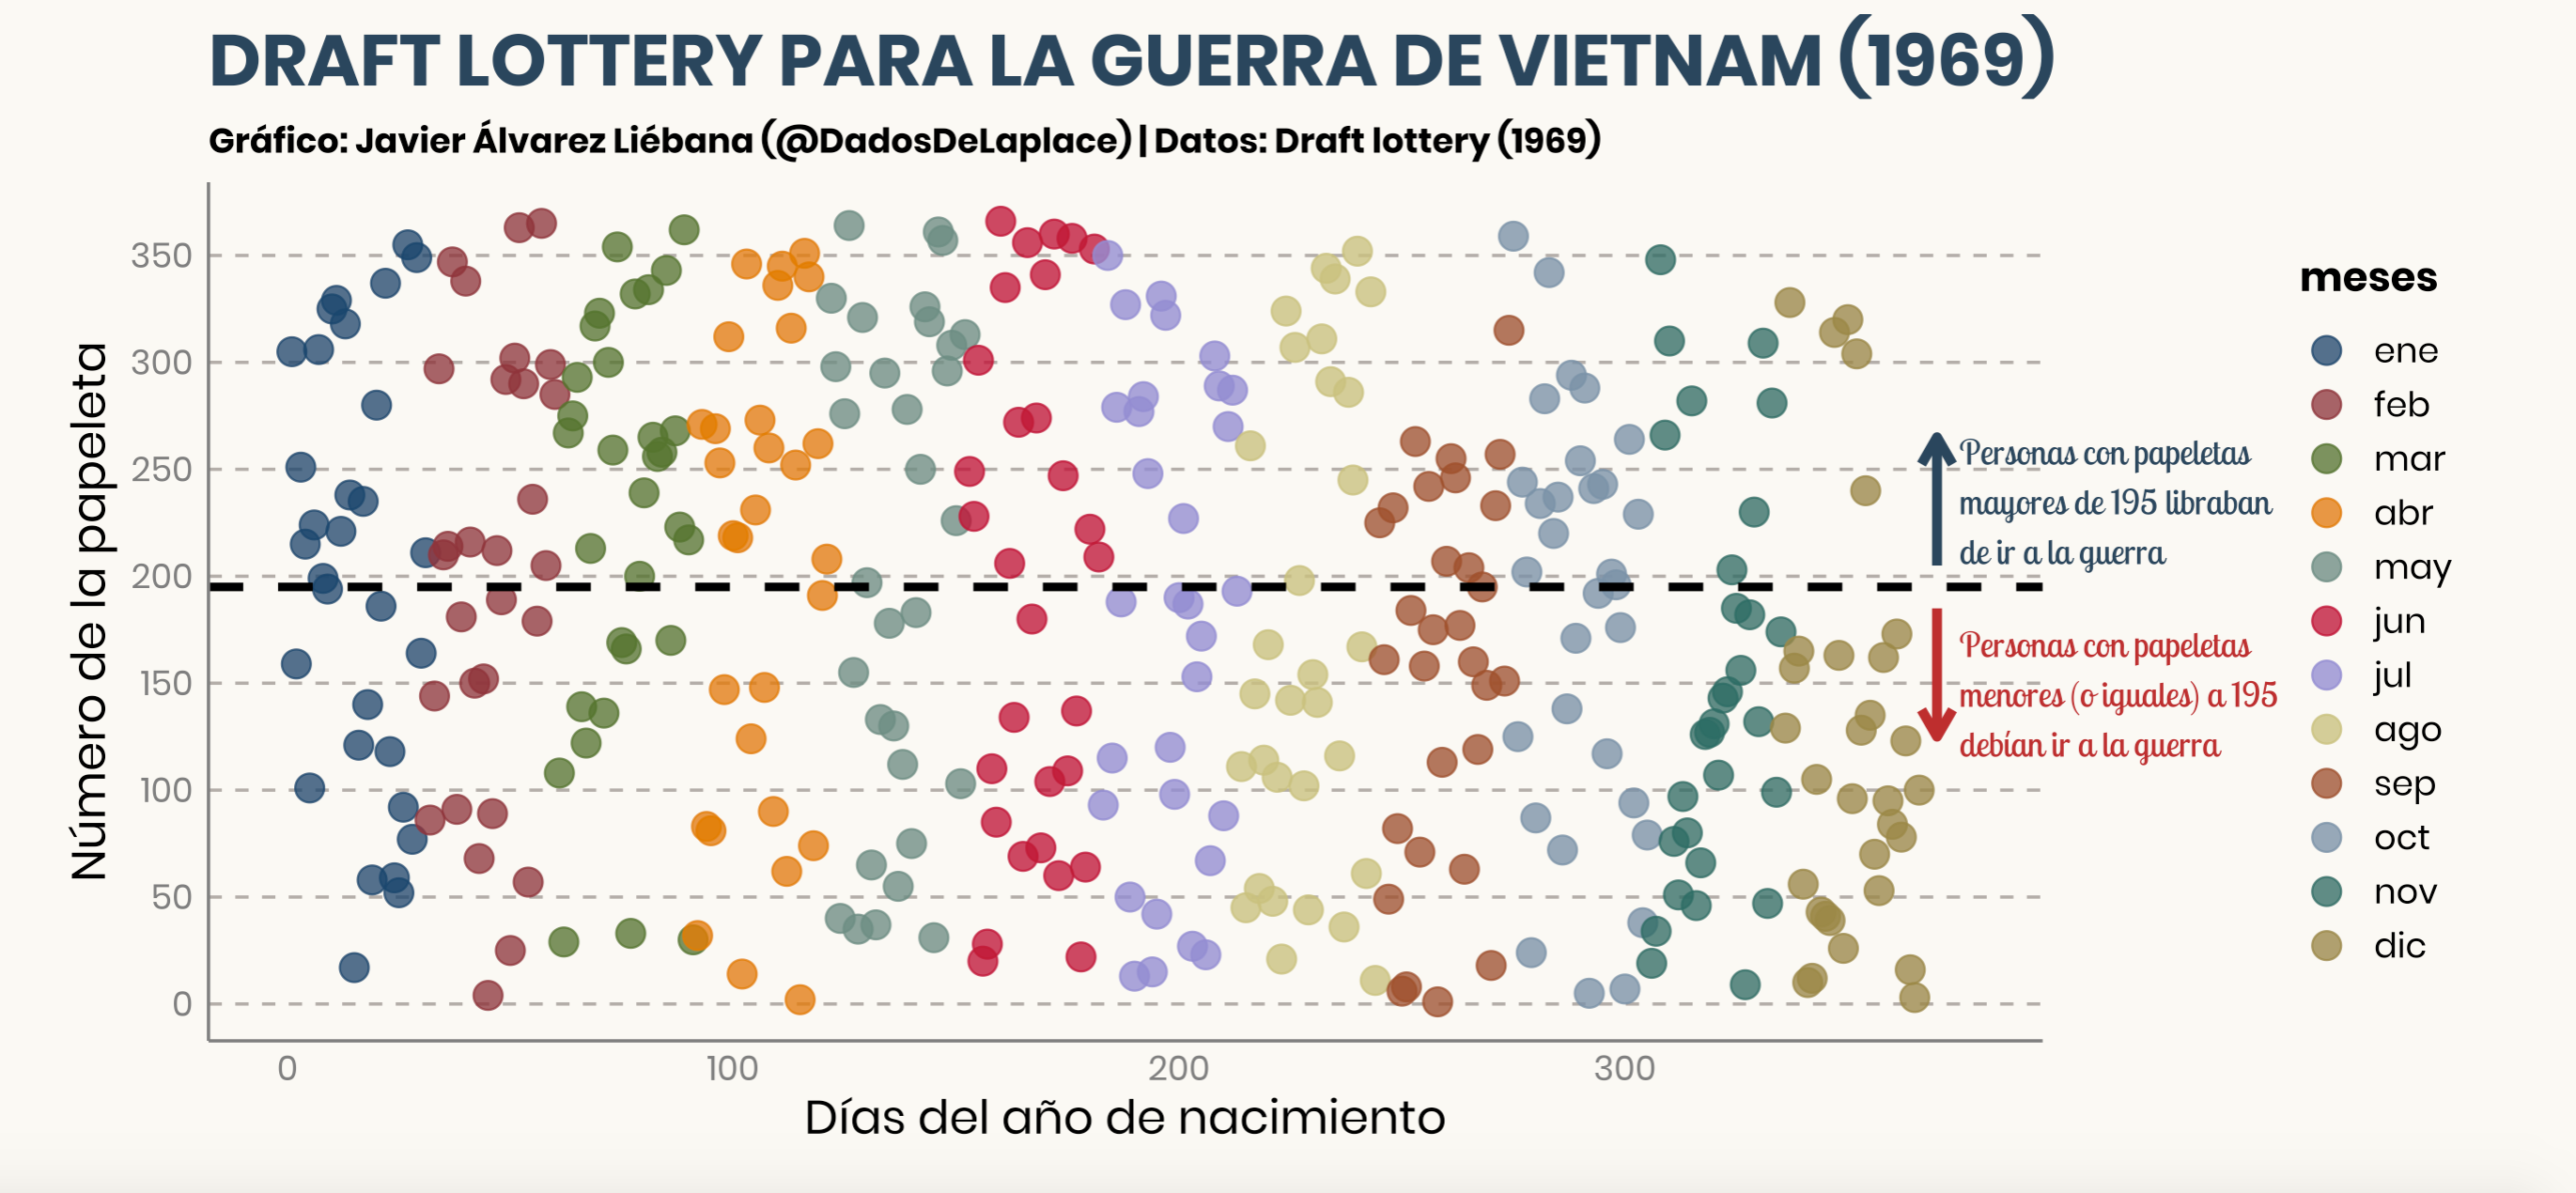 DRAFT LOTTERY PARA LA GUERRA DE VIETNAM (1969)
Gráfico: Javier Álvarez Liébana (@DadosDeLaplace) | Datos: Draft lottery (1969)
Número de la papeleta
350
300
250
200
150
100
50
0
0
100
200
300
Días del año de nacimiento
Personas con papeletas
mayores de 195 libraban
de ir a la guerra
Personas con papeletas
menores (o iguales) a 195
debían ir a la guerra
meses
ene
feb
mar
abr
may
jun
jul
ago
sep
oct
nov
dic